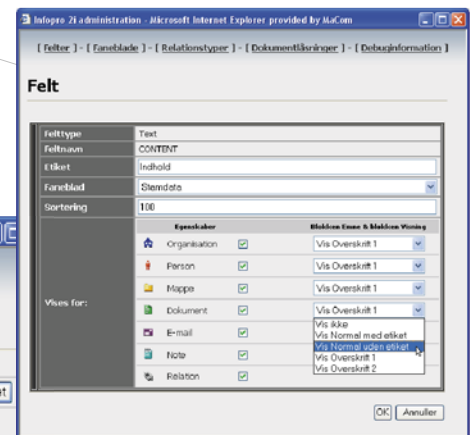 Infopro 2i administration - Microsoft Internet Explorer provided by MaCom
[ Felter ] - [ Faneblade ] - [ Relationstyper ] - [ Dokumentlåsninger ] - [ Debuginformation ]
Felt
Felttype Text
Feltnavn CONTENT
Etiket Indhold
Faneblad Stamdata
Sortering 100
Vises for:
Egenskaber Blokken Emne & blokken Visning
Organisation Vis Overskrift 1
Person Vis Overskrift 1
Mappe Vis Overskrift 1
Dokument Vis Overskrift 1
Vis ikke
Vis Normal med etiket
E-mail Vis Normal uden etiket
Note Vis Overskrift 1
Vis Overskrift 2
Relation
OK Annuller
et